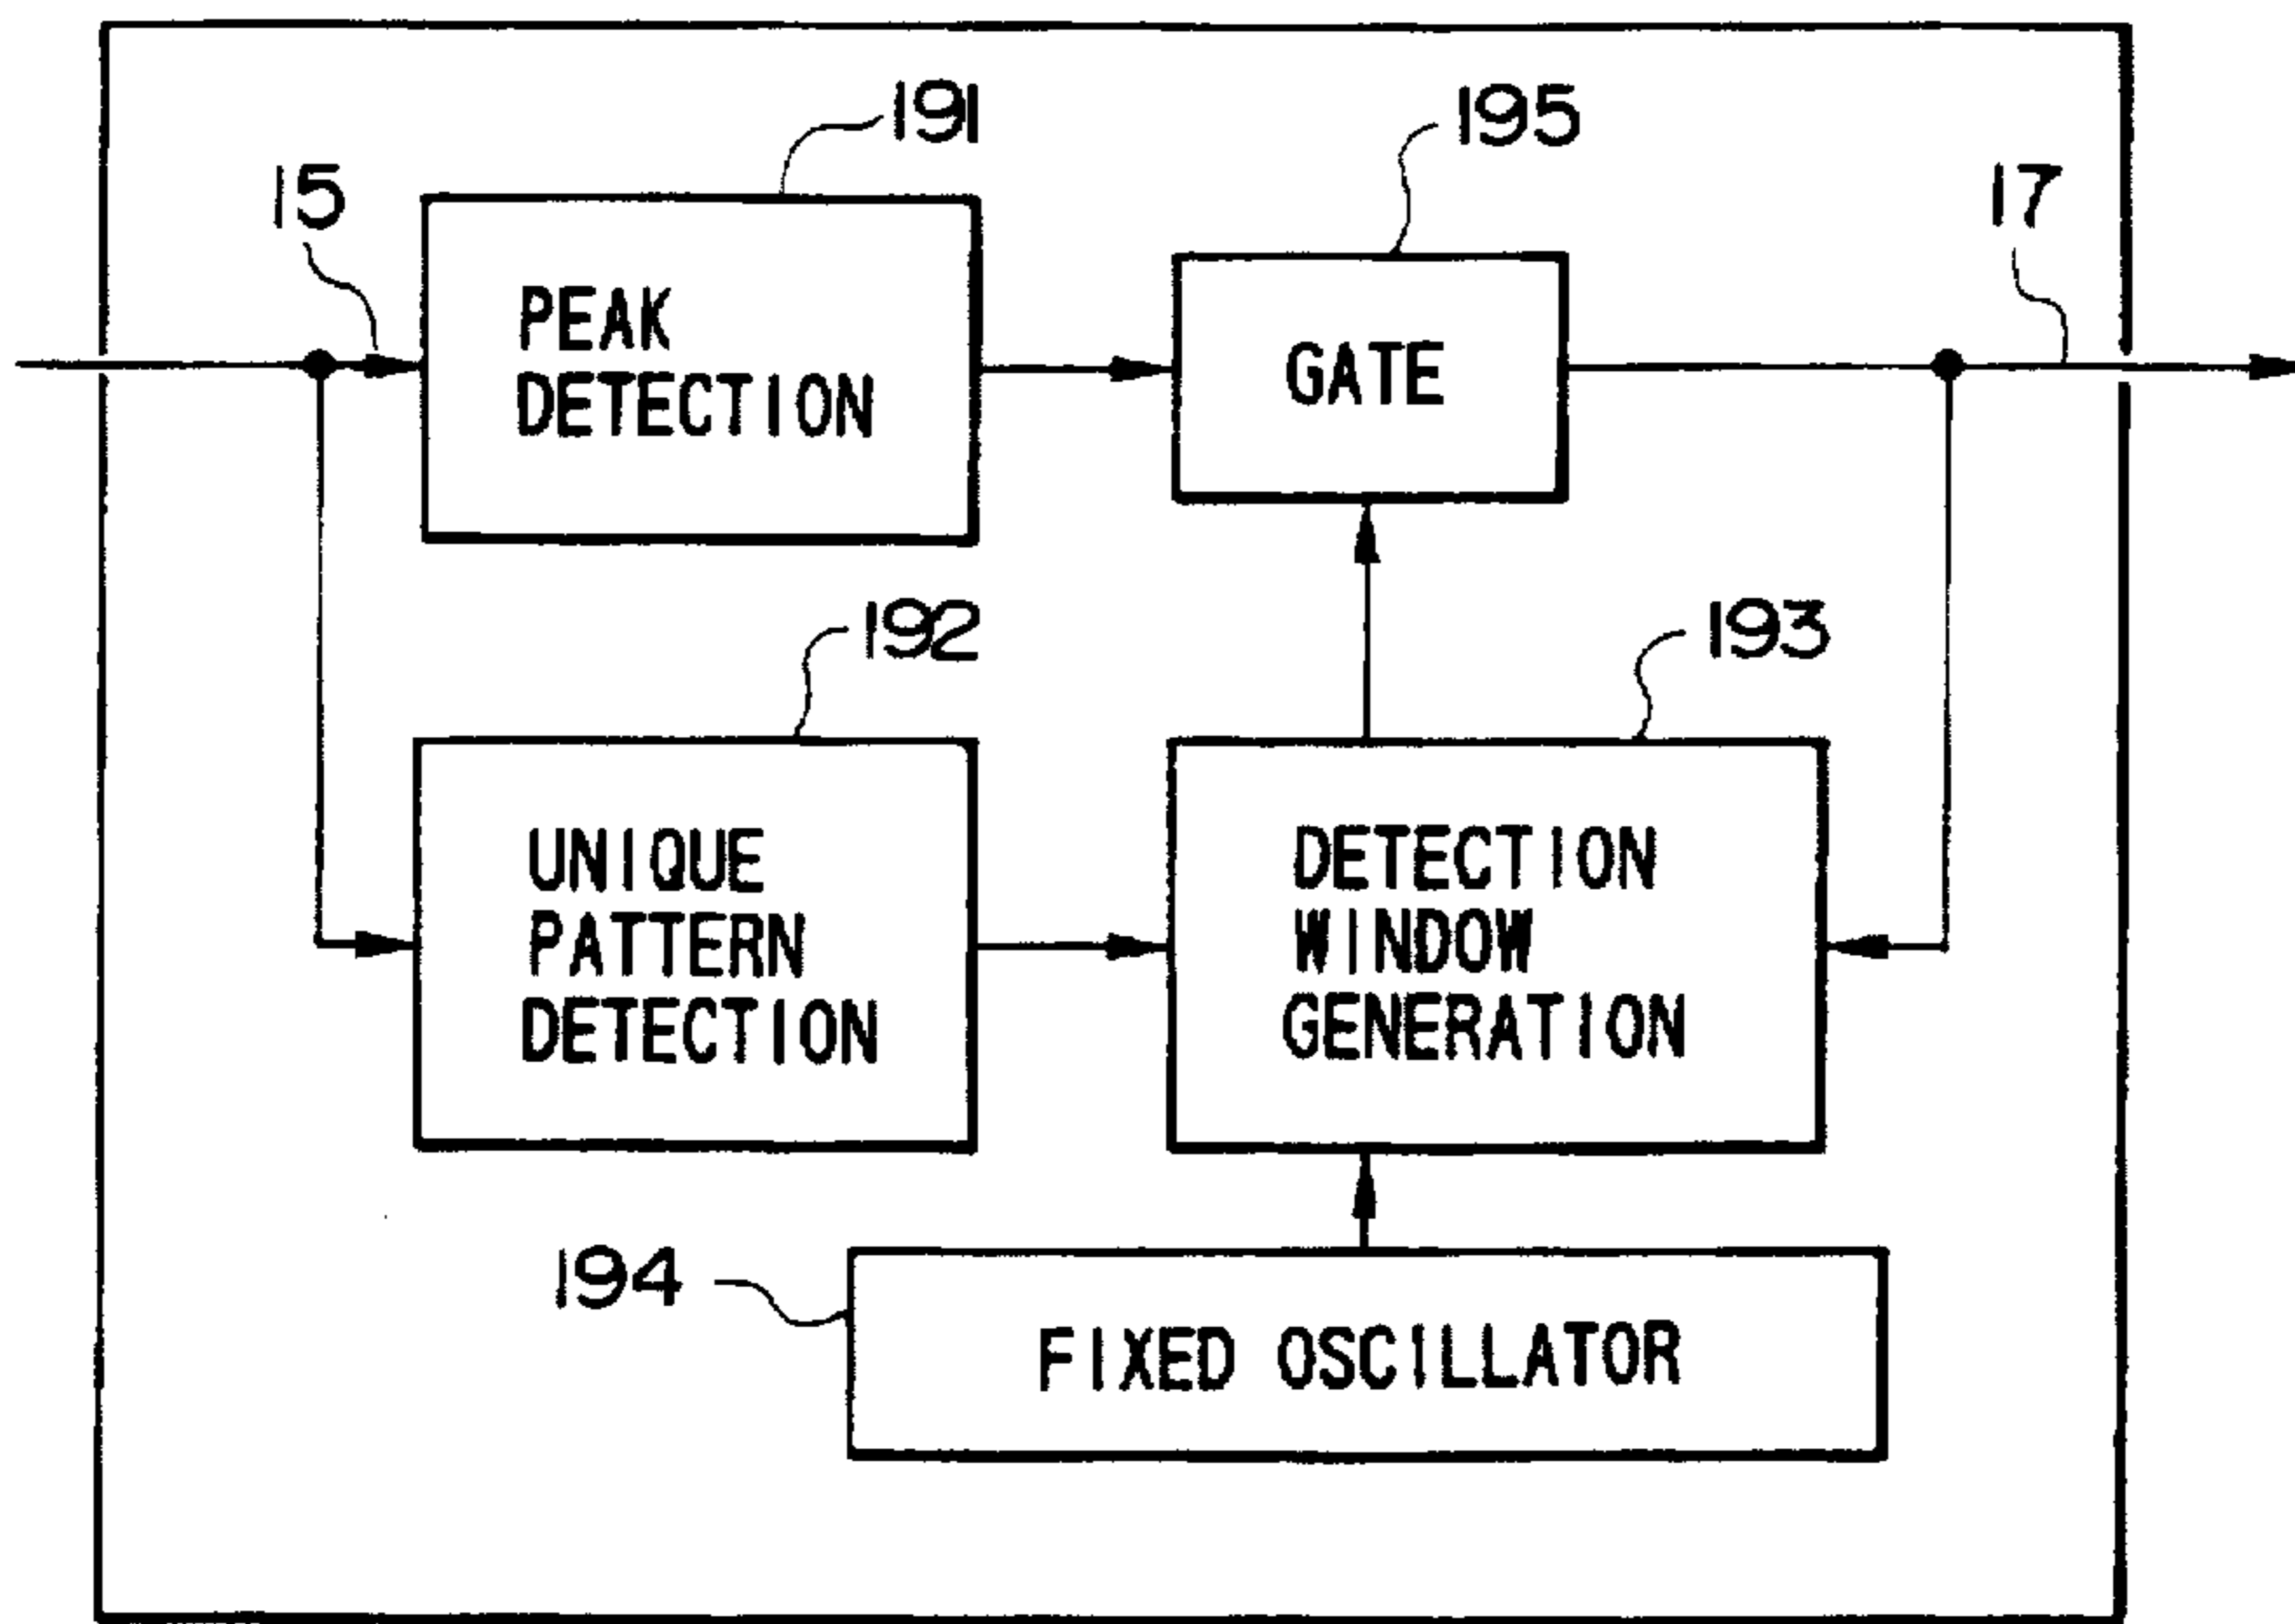 191
195
15
17
PEAK
DETECTION
GATE
192
193
UNIQUE
PATTERN
DETECTION
DETECTION
WINDOW
GENERATION
194
FIXED OSCILLATOR